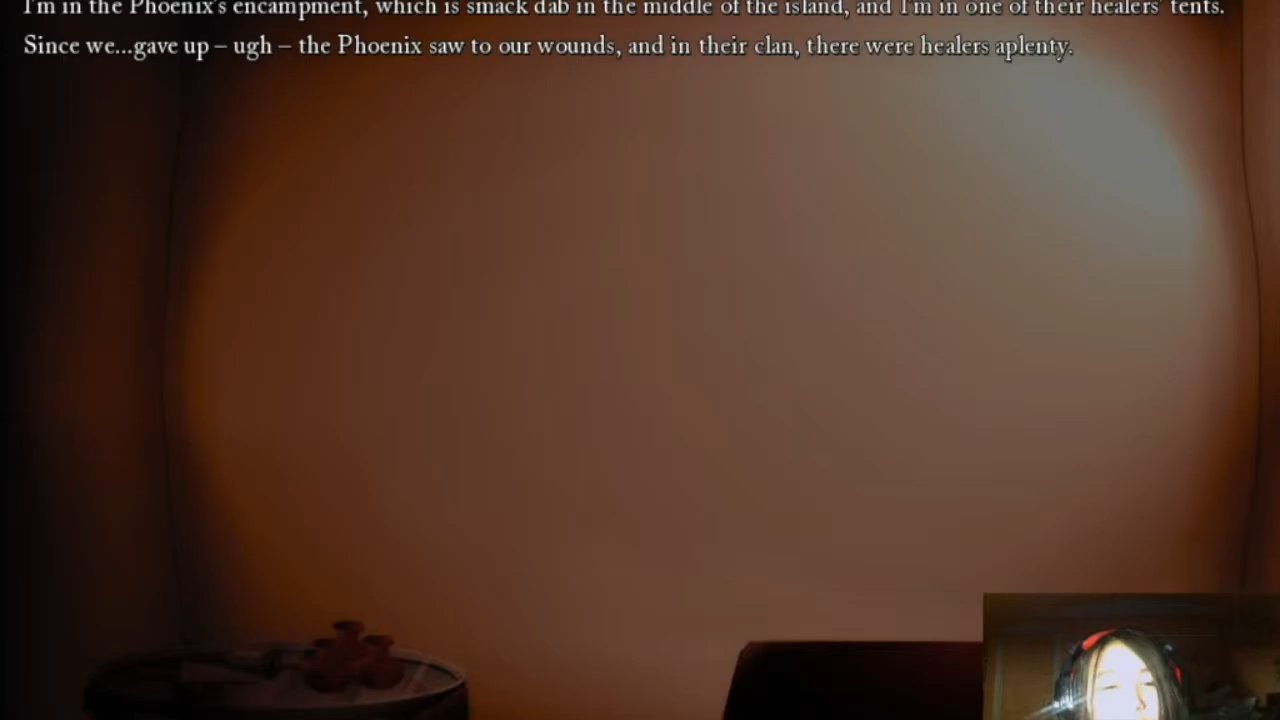 I'm in the Phoenix's encampment, which is smack dab in the middle of the island, and I'm in one of their healers' tents.
Since we...gave up – ugh – the Phoenix saw to our wounds, and in their clan, there were healers aplenty.